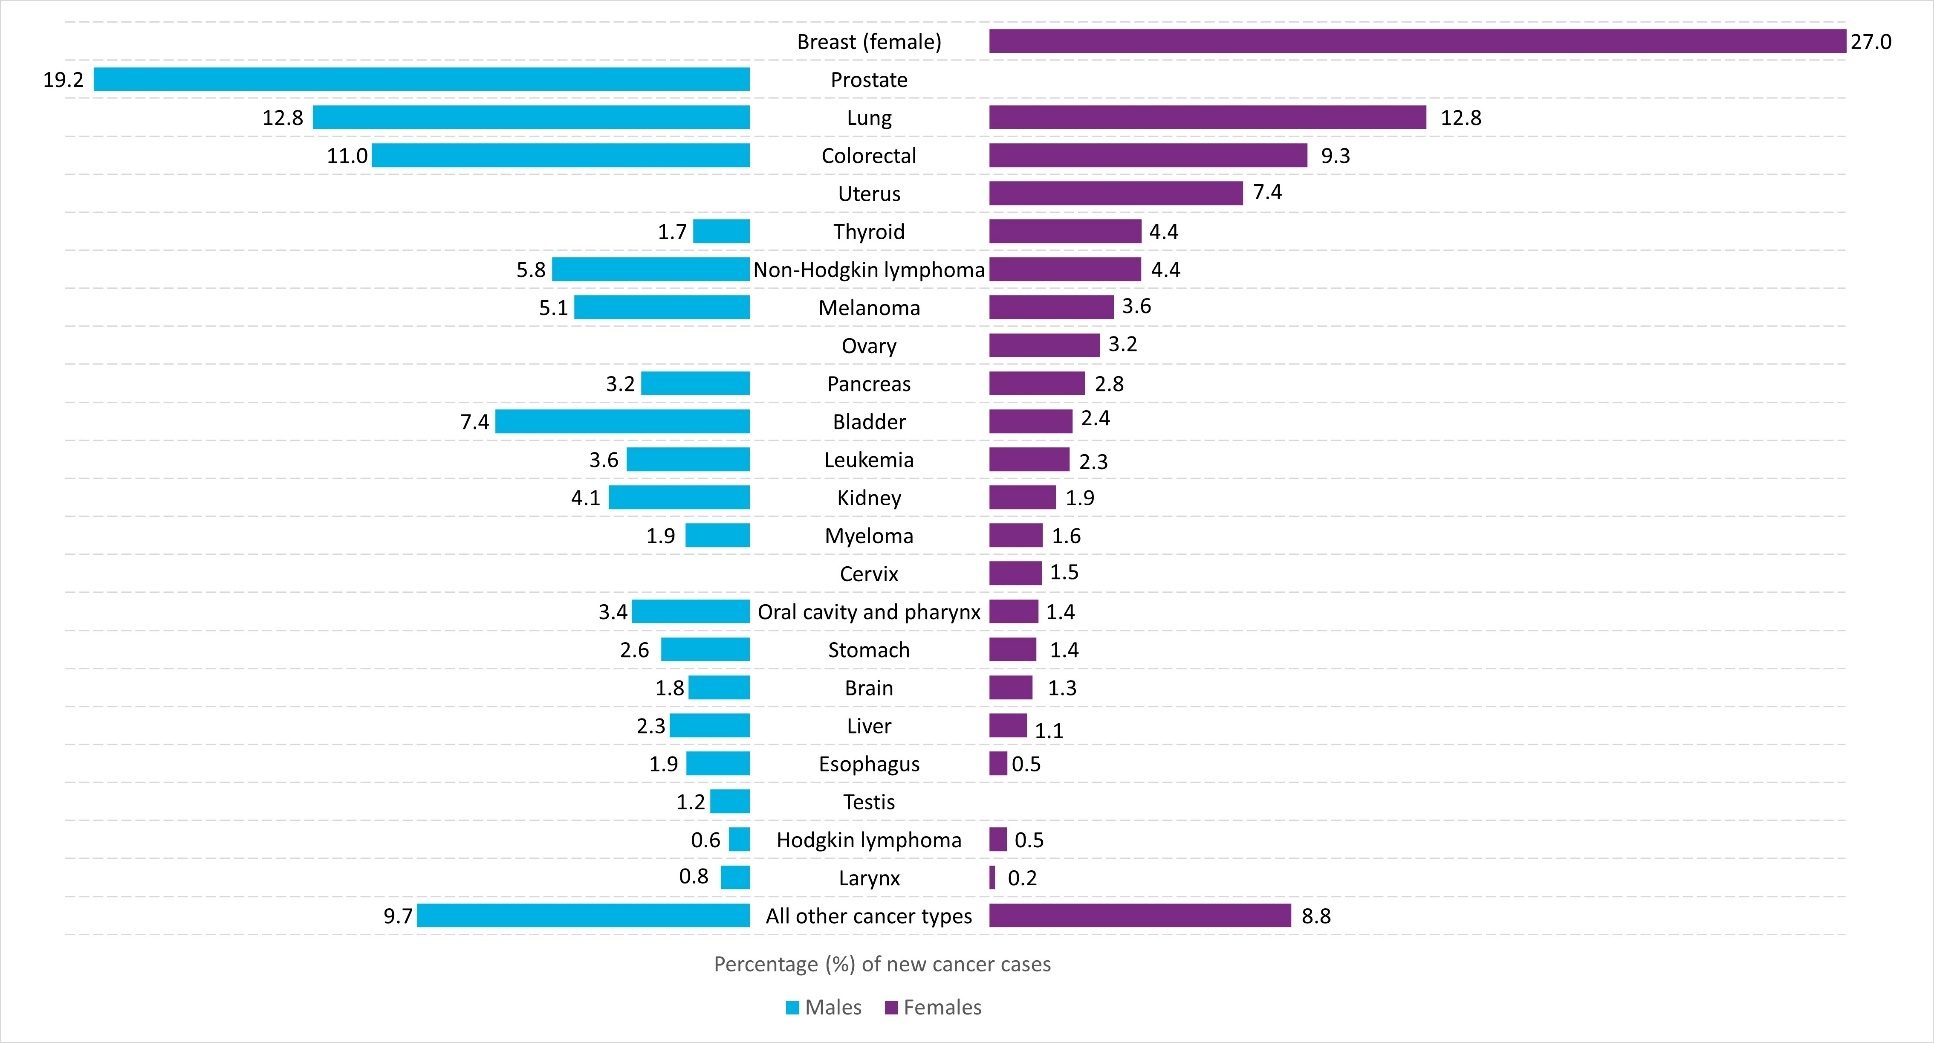 Breast (female) 27.0
19.2 Prostate
12.8 Lung 12.8
11.0 Colorectal 9.3
Uterus 7.4
1.7 Thyroid 4.4
5.8 Non-Hodgkin lymphoma 4.4
5.1 Melanoma 3.6
Ovary 3.2
3.2 Pancreas 2.8
7.4 Bladder 2.4
3.6 Leukemia 2.3
4.1 Kidney 1.9
1.9 Myeloma 1.6
Cervix 1.5
3.4 Oral cavity and pharynx 1.4
2.6 Stomach 1.4
1.8 Brain 1.3
2.3 Liver 1.1
1.9 Esophagus 0.5
1.2 Testis
0.6 Hodgkin lymphoma 0.5
0.8 Larynx 0.2
9.7 All other cancer types 8.8
Percentage (%) of new cancer cases
Males Females